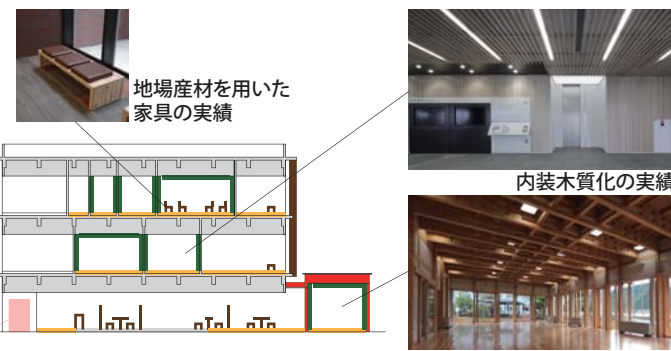 地場産材を用いた
家具の実績
内装木質化の実績